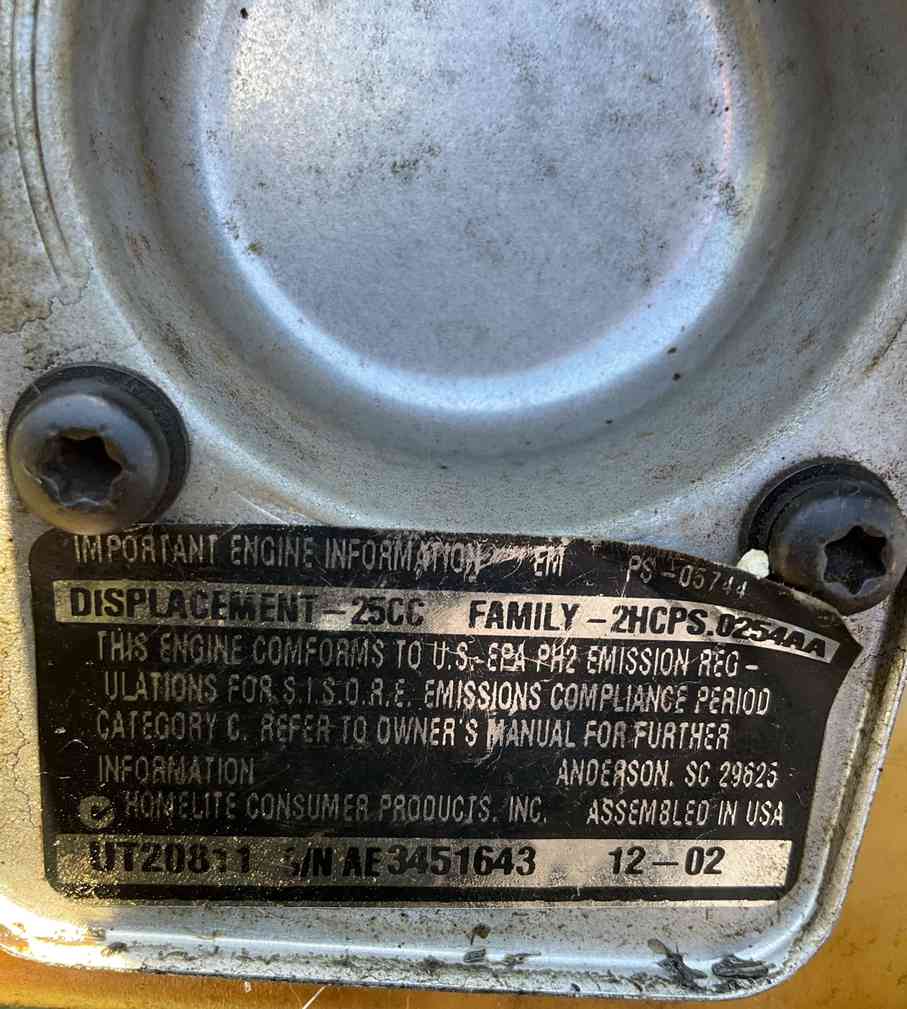 IMPORTANT ENGINE INFORMATION EM PS-05744
DISPLACEMENT-25CC FAMILY-2HCPS.0254AA
THIS ENGINE COMFORMS TO U.S.-EPA PH2 EMISSION REG-
ULATIONS FOR S.I.S.O.R.E. EMISSIONS COMPLIANCE PERIOD
CATEGORY C. REFER TO OWNER'S MANUAL FOR FURTHER
INFORMATION ANDERSON, SC 29625
HOMELITE CONSUMER PRODUCTS, INC. ASSEMBLED IN USA
UT20811 S/N AE3451643 12-02